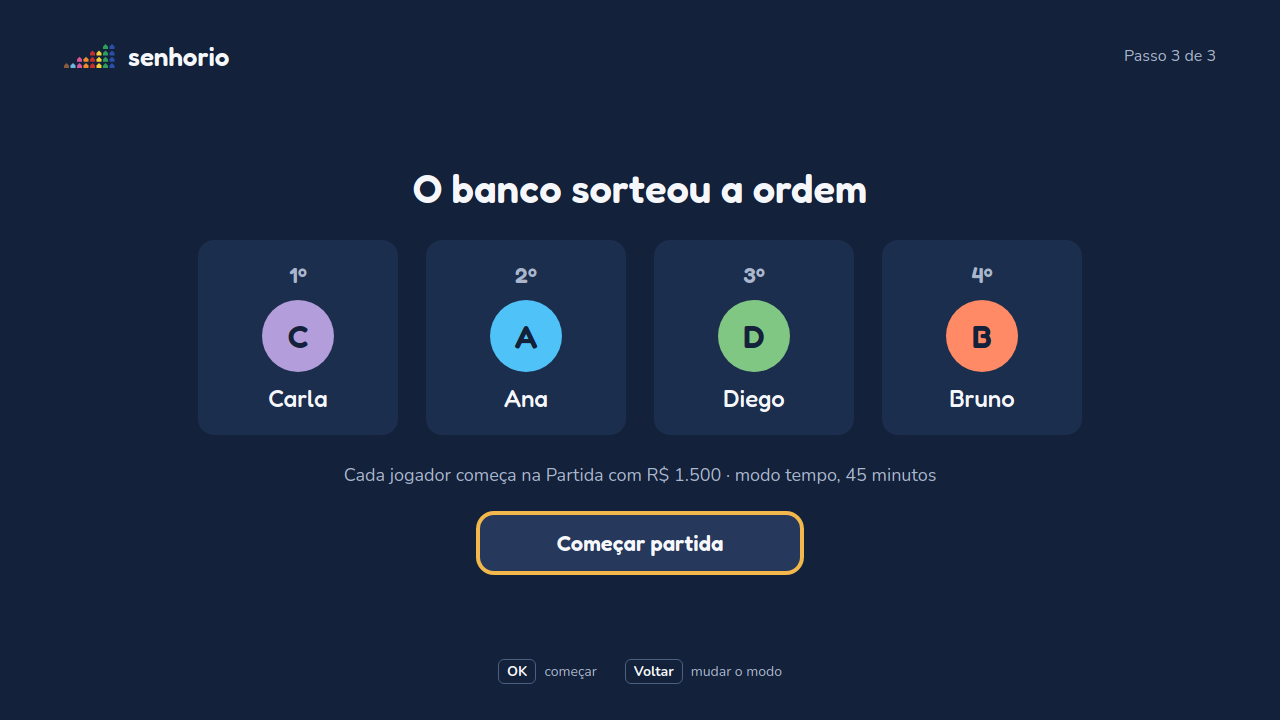 senhorio
Passo 3 de 3
O banco sorteou a ordem
1º
2º
3º
4º
C
A
D
B
Carla
Ana
Diego
Bruno
Cada jogador começa na Partida com R$ 1.500 · modo tempo, 45 minutos
Começar partida
OK começar Voltar mudar o modo